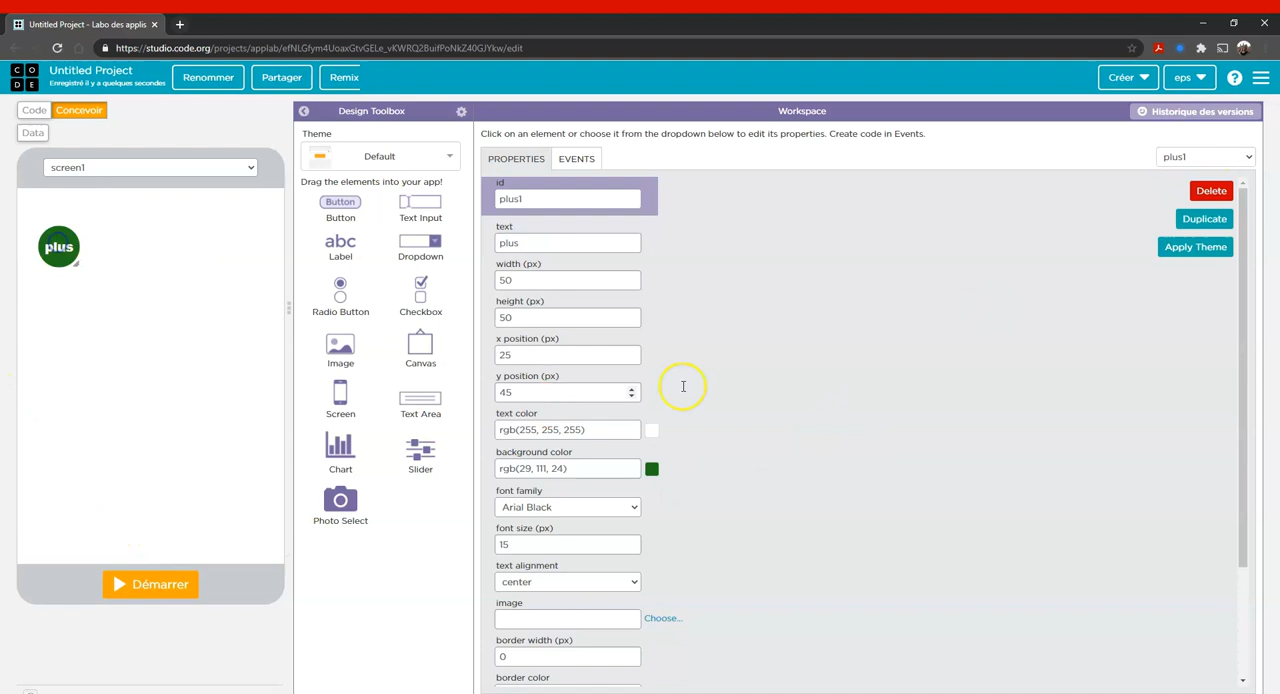 Untitled Project - Labo des applis
https://studio.code.org/projects/applab/efNLGfym4UoaxGtvGELe_vKWRQ2BuifPoNkZ40GJYkw/edit
C O D E
Untitled Project
Enregistré il y a quelques secondes
Renommer
Partager
Remix
Créer
eps
Code
Concevoir
Data
Design Toolbox
Workspace
Historique des versions
screen1
plus
Démarrer
Theme
Default
Drag the elements into your app!
Button
Button
Text Input
abc
Label
Dropdown
Radio Button
Checkbox
Image
Canvas
Screen
Text Area
Chart
Slider
Photo Select
Click on an element or choose it from the dropdown below to edit its properties. Create code in Events.
PROPERTIES
EVENTS
plus1
Delete
Duplicate
Apply Theme
id
plus1
text
plus
width (px)
50
height (px)
50
x position (px)
25
y position (px)
45
text color
rgb(255, 255, 255)
background color
rgb(29, 111, 24)
font family
Arial Black
font size (px)
15
text alignment
center
image
Choose...
border width (px)
0
border color